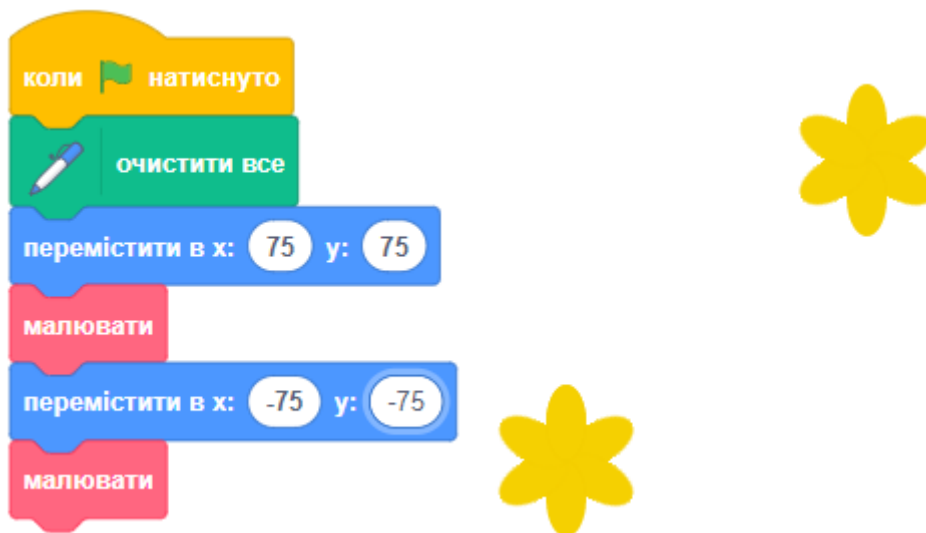 коли натиснуто
очистити все
перемістити в x: 75 y: 75
малювати
перемістити в x: -75 y: -75
малювати